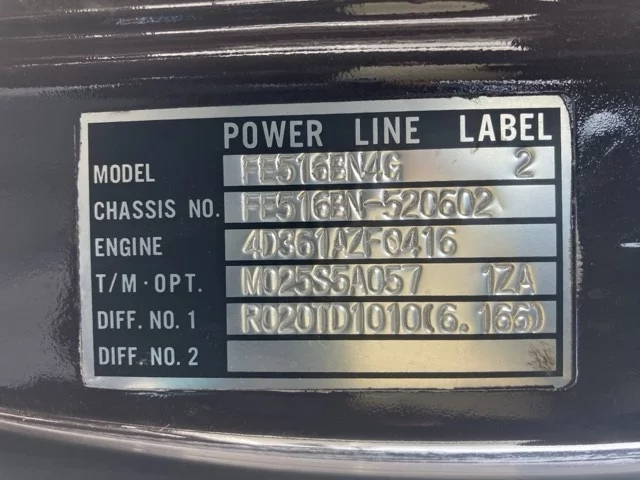 POWER LINE LABEL
MODEL FE516BN4G 2
CHASSIS NO. FE516BN-520602
ENGINE 4D361AZF0416
T/M·OPT. M025S5A057 1ZA
DIFF. NO. 1 R020TD1010(6.166)
DIFF. NO. 2